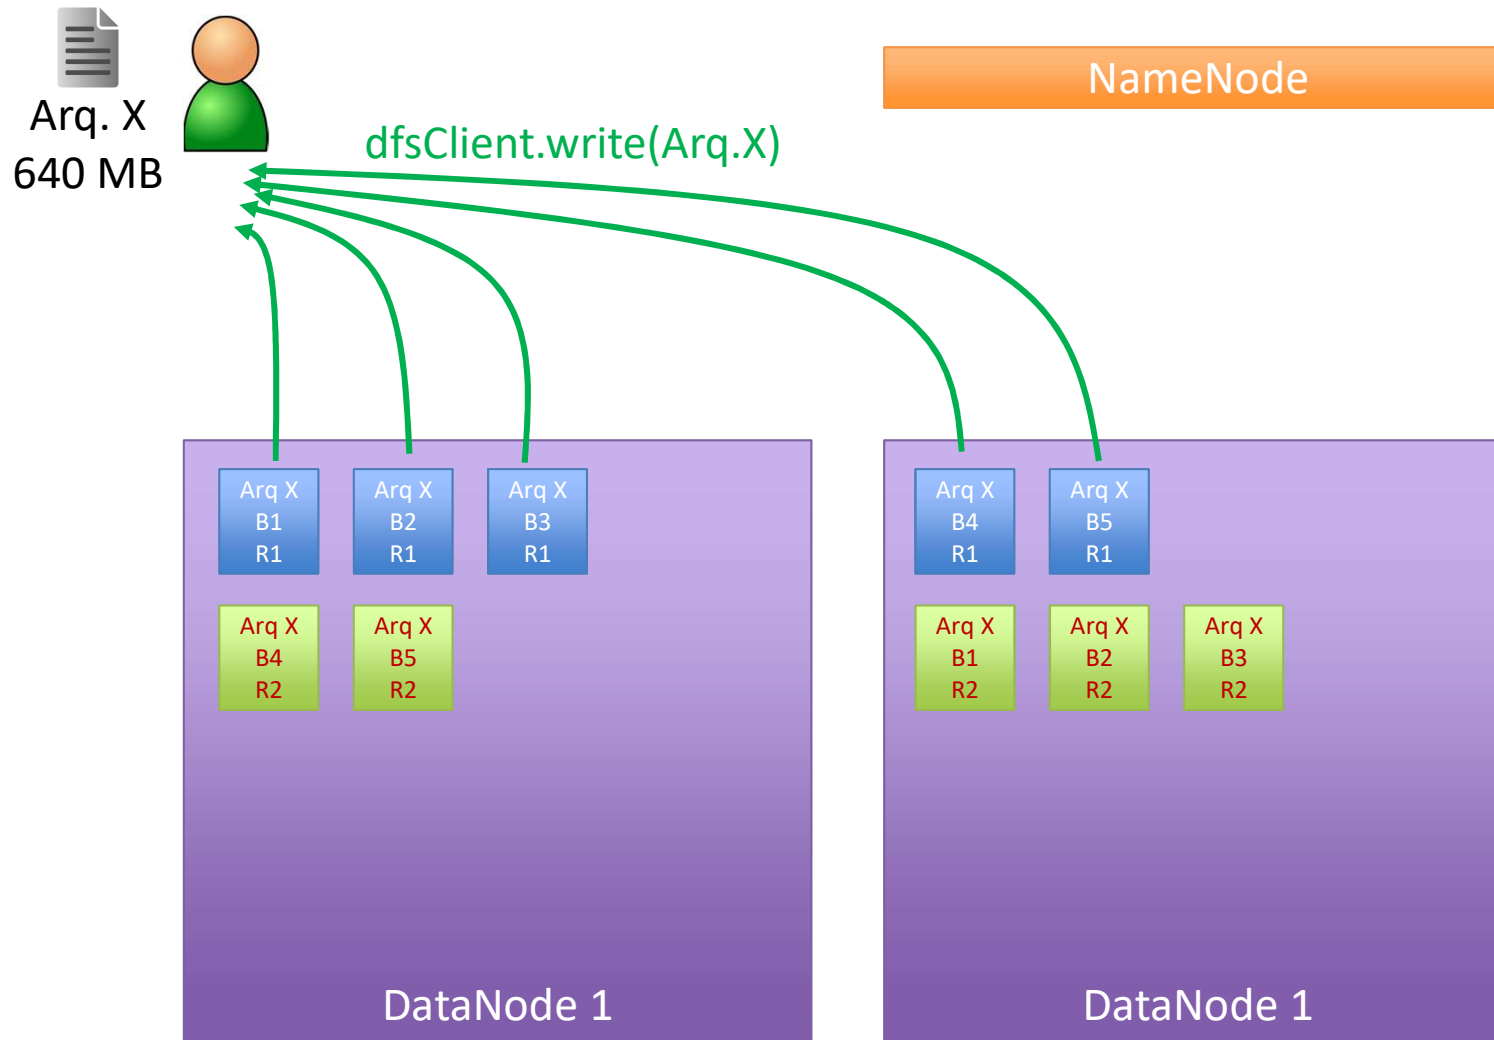 Arq. X
640 MB
NameNode
dfsClient.write(Arq.X)
Arq X
B1
R1
Arq X
B2
R1
Arq X
B3
R1
Arq X
B4
R2
Arq X
B5
R2
DataNode 1
Arq X
B4
R1
Arq X
B5
R1
Arq X
B1
R2
Arq X
B2
R2
Arq X
B3
R2
DataNode 1